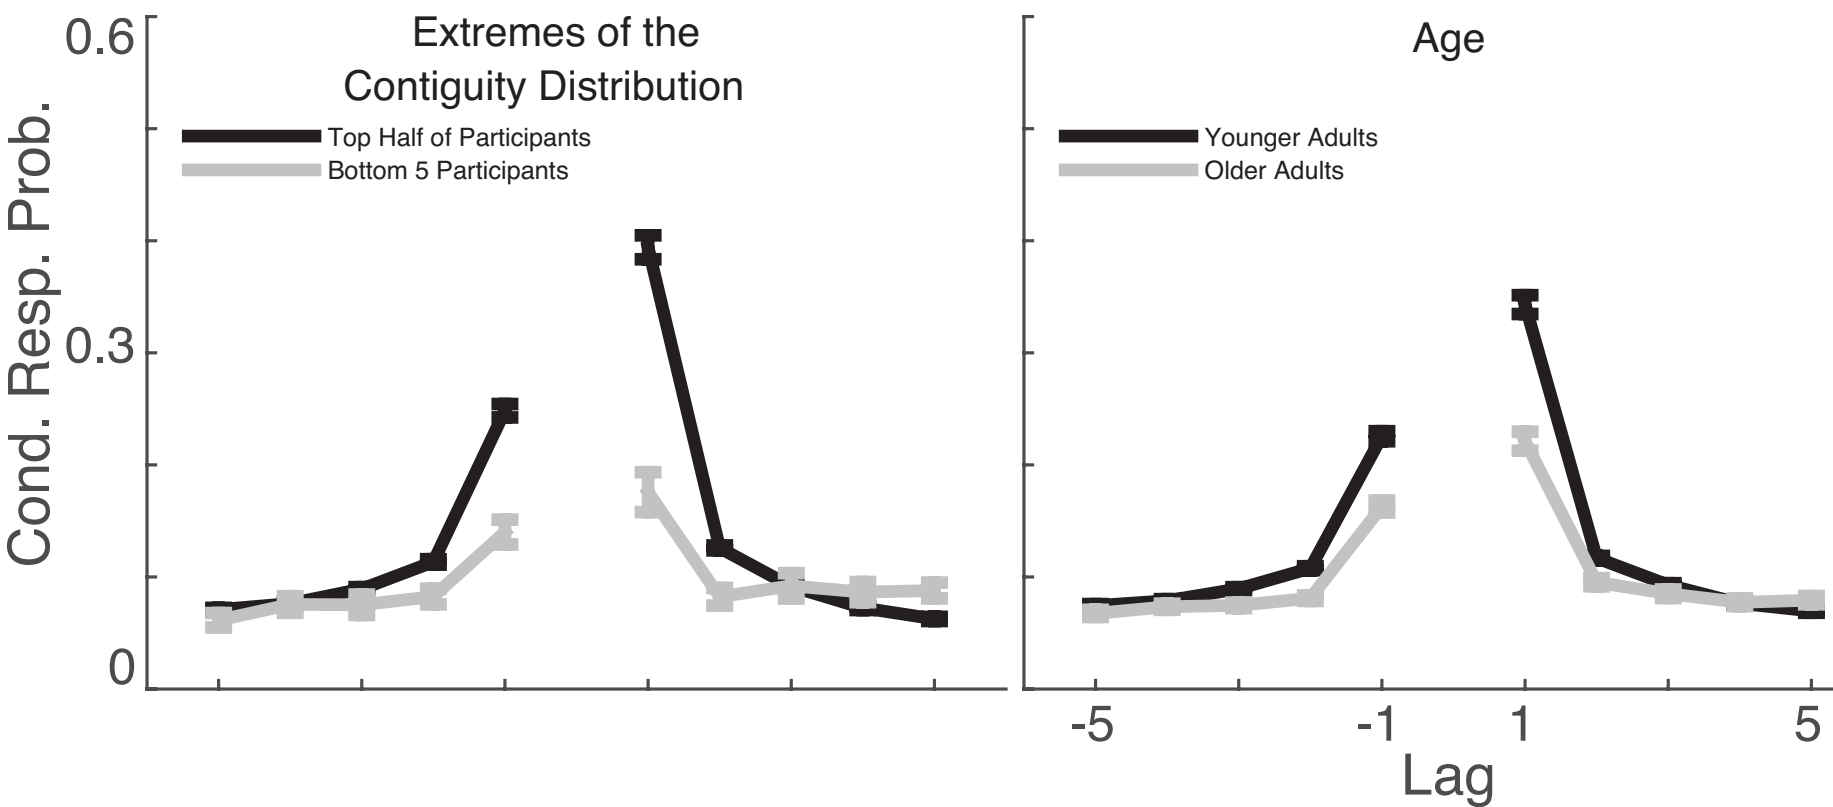 Cond. Resp. Prob.
0.6
0.3
0
Extremes of the
Contiguity Distribution
Top Half of Participants
Bottom 5 Participants
Age
Younger Adults
Older Adults
-5 -1 1 5
Lag